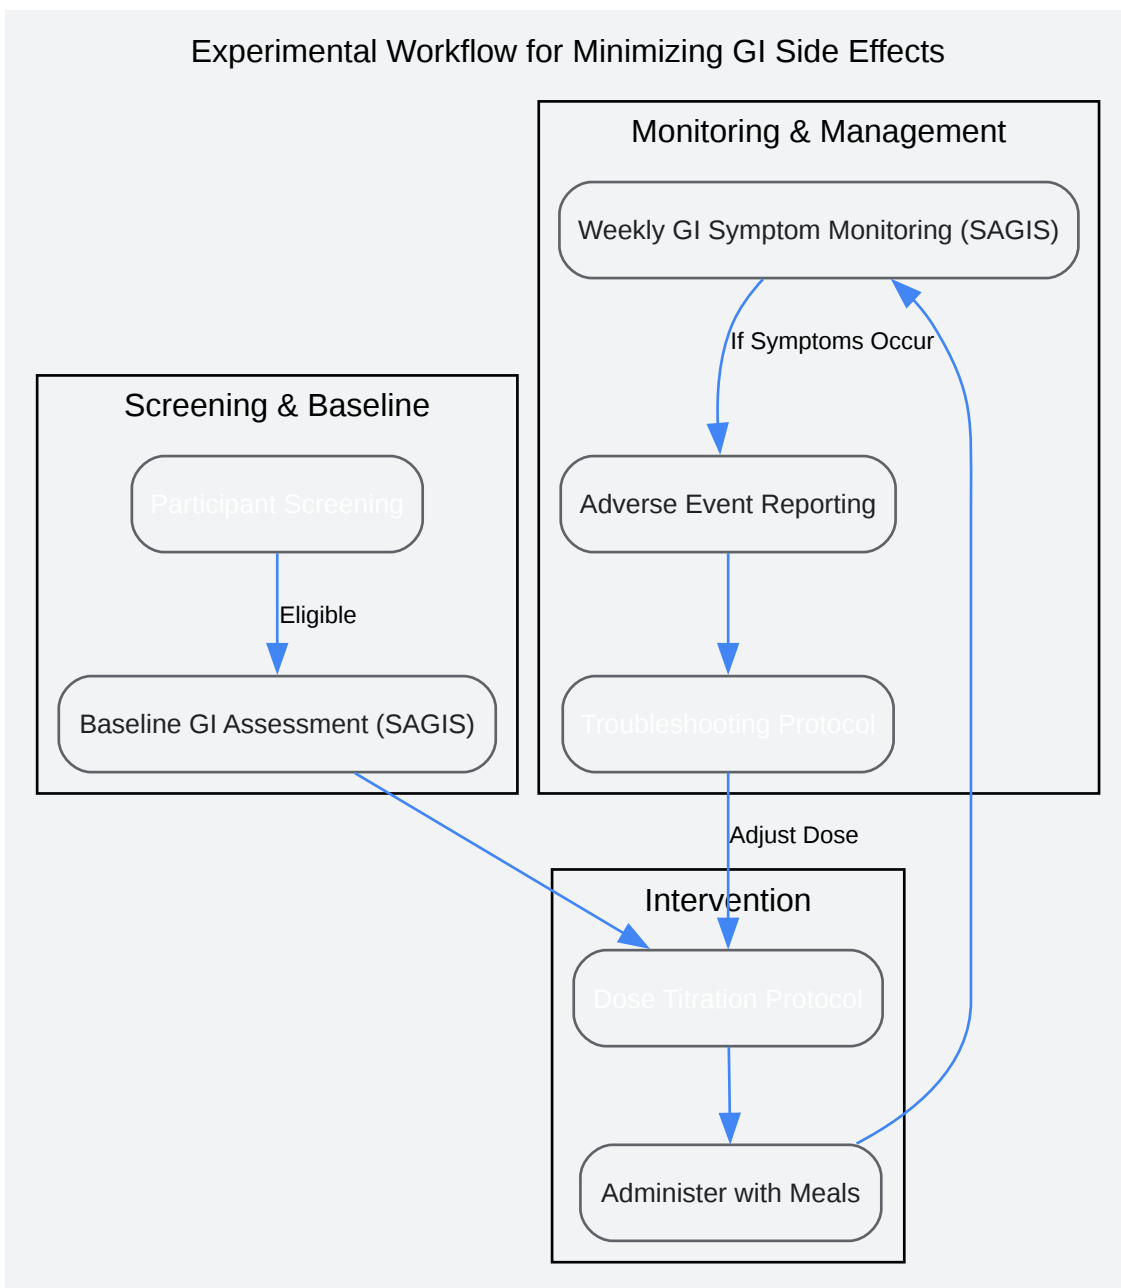 Experimental Workflow for Minimizing GI Side Effects
Monitoring & Management
Weekly GI Symptom Monitoring (SAGIS)
If Symptoms Occur
Adverse Event Reporting
Troubleshooting Protocol
Adjust Dose
Screening & Baseline
Participant Screening
Eligible
Baseline GI Assessment (SAGIS)
Intervention
Dose Titration Protocol
Administer with Meals